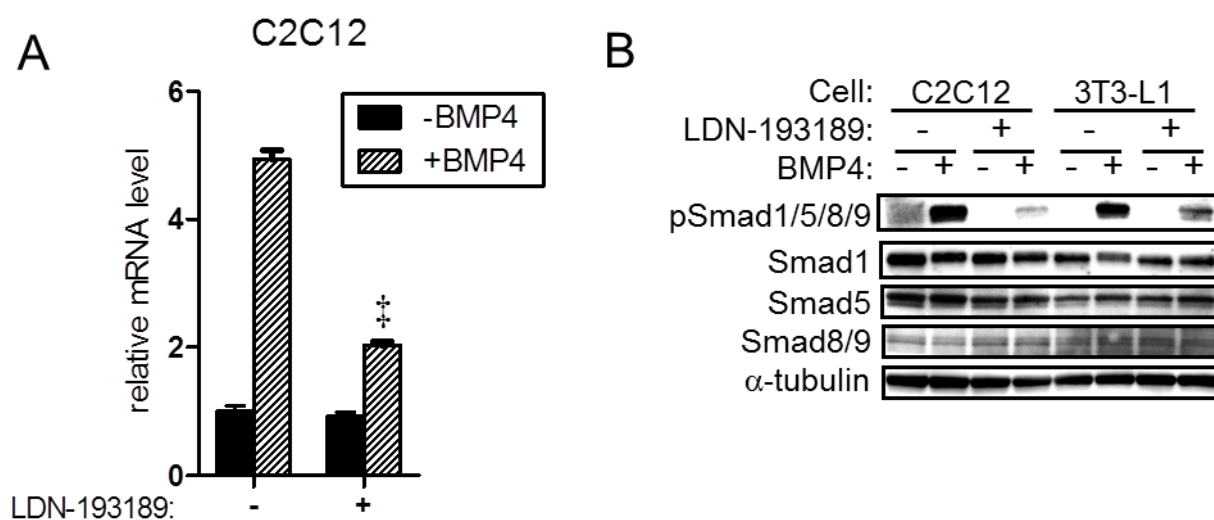 A
C2C12
6
4
2
0
relative mRNA level
-BMP4
+BMP4
‡
LDN-193189: - +
B
Cell: C2C12 3T3-L1
LDN-193189: - + - +
BMP4: - + - + - + - +
pSmad1/5/8/9
Smad1
Smad5
Smad8/9
α-tubulin